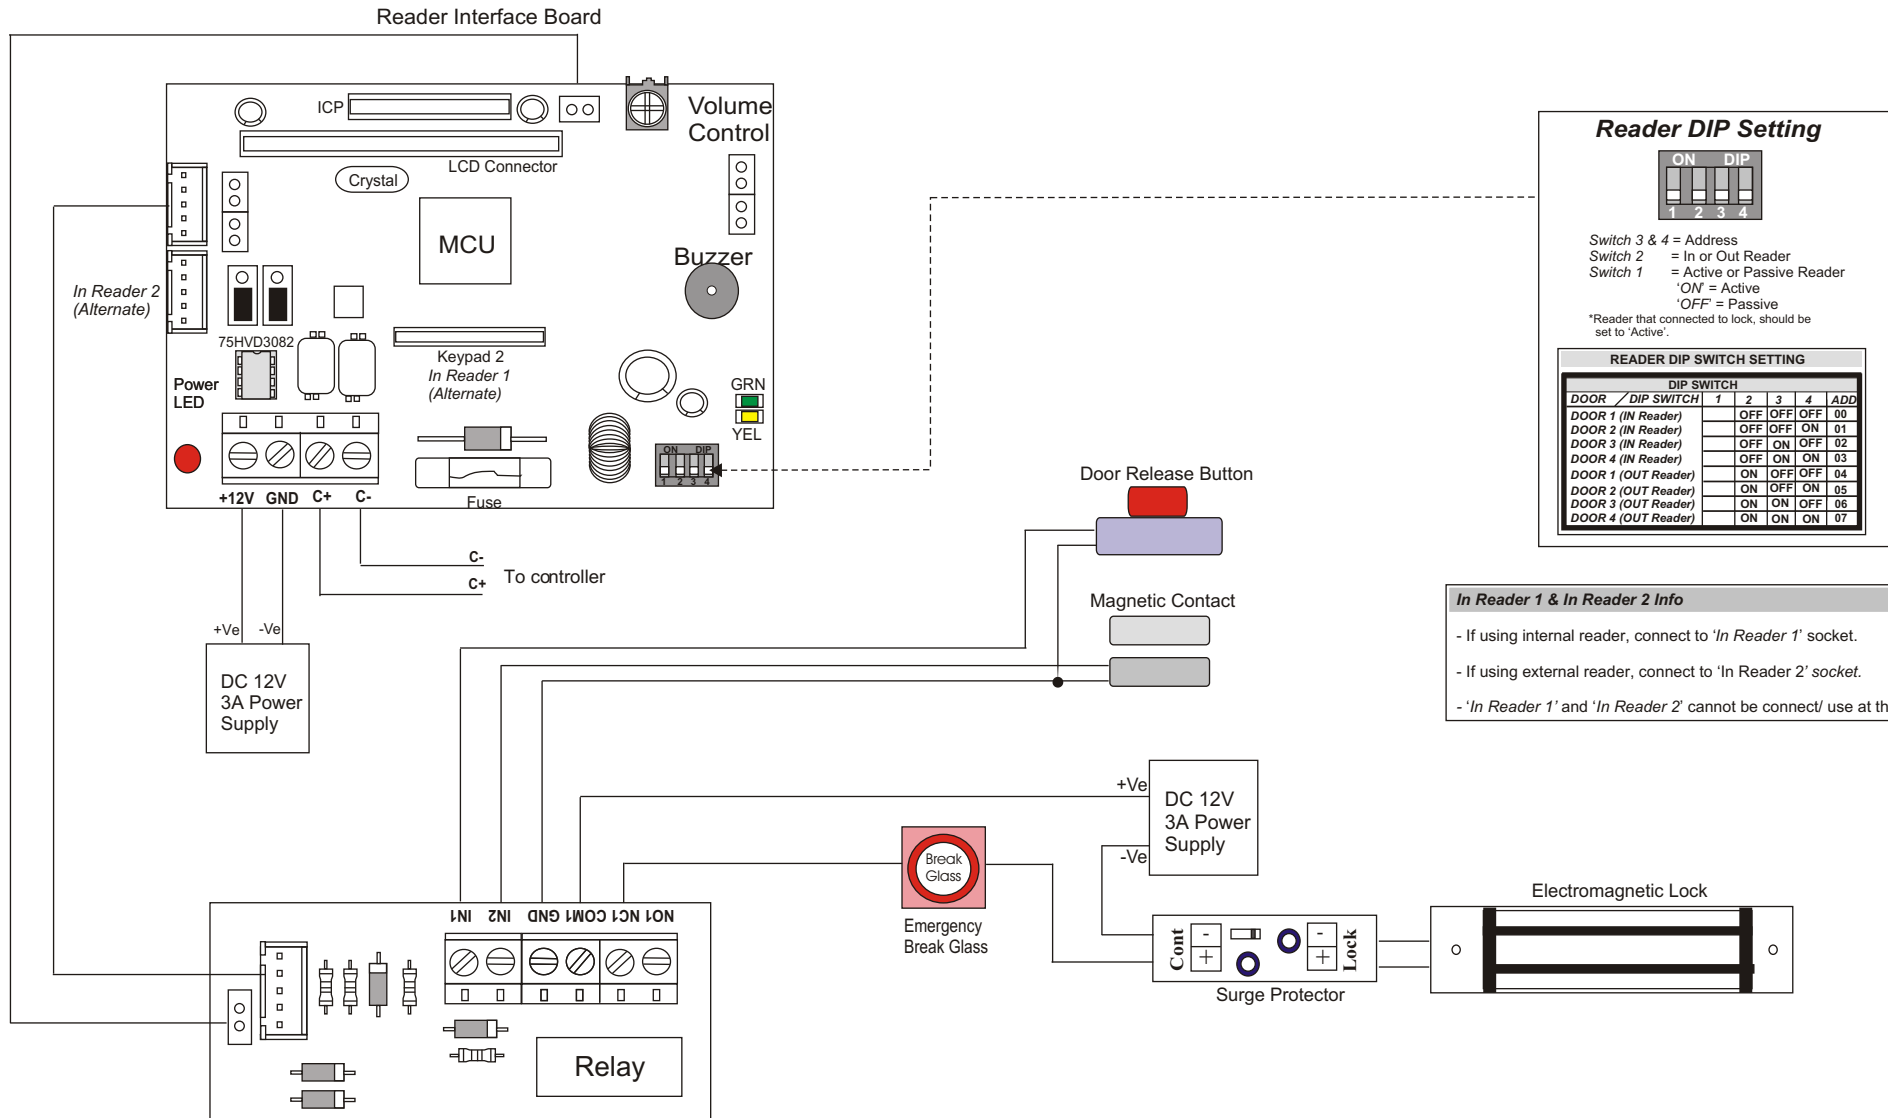 Reader Interface Board
ICP
Volume
Control
LCD Connector
Crystal
MCU
Buzzer
In Reader 2
(Alternate)
75HVD3082
Keypad 2
In Reader 1
(Alternate)
Power
LED
GRN
YEL
ON DIP
1 2 3 4
Fuse
+12V GND C+ C-
C-
C+
To controller
+Ve -Ve
DC 12V
3A Power
Supply
Door Release Button
Magnetic Contact
+Ve
DC 12V
3A Power
Supply
-Ve
Break
Glass
Emergency
Break Glass
Cont - + - + Lock
Surge Protector
Electromagnetic Lock
IN1 IN2 GND COM1 NC1 NO1
Relay
Reader DIP Setting
ON DIP
1 2 3 4
Switch 3 & 4 = Address
Switch 2 = In or Out Reader
Switch 1 = Active or Passive Reader
'ON' = Active
'OFF' = Passive
*Reader that connected to lock, should be
set to 'Active'.
READER DIP SWITCH SETTING
DIP SWITCH
DOOR / DIP SWITCH 1 2 3 4 ADD
DOOR 1 (IN Reader) OFF OFF OFF 00
DOOR 2 (IN Reader) OFF OFF ON 01
DOOR 3 (IN Reader) OFF ON OFF 02
DOOR 4 (IN Reader) OFF ON ON 03
DOOR 1 (OUT Reader) ON OFF OFF 04
DOOR 2 (OUT Reader) ON OFF ON 05
DOOR 3 (OUT Reader) ON ON OFF 06
DOOR 4 (OUT Reader) ON ON ON 07
In Reader 1 & In Reader 2 Info
- If using internal reader, connect to 'In Reader 1' socket.
- If using external reader, connect to 'In Reader 2' socket.
- 'In Reader 1' and 'In Reader 2' cannot be connect/ use at th